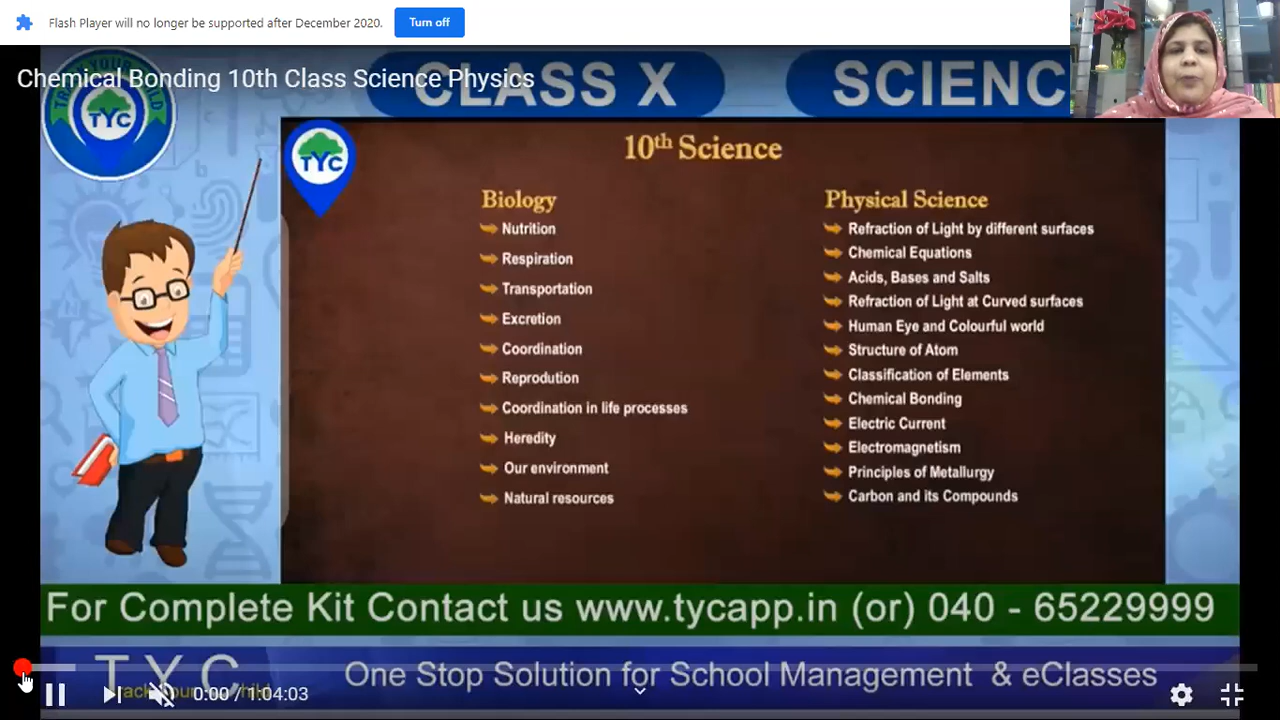 Flash Player will no longer be supported after December 2020.
Turn off
Chemical Bonding 10th Class Science Physics
CLASS X
SCIENC
TYC
TYC
10th Science
Biology
Nutrition
Respiration
Transportation
Excretion
Coordination
Reprodution
Coordination in life processes
Heredity
Our environment
Natural resources
Physical Science
Refraction of Light by different surfaces
Chemical Equations
Acids, Bases and Salts
Refraction of Light at Curved surfaces
Human Eye and Colourful world
Structure of Atom
Classification of Elements
Chemical Bonding
Electric Current
Electromagnetism
Principles of Metallurgy
Carbon and its Compounds
For Complete Kit Contact us www.tycapp.in (or) 040 - 65229999
T Y C
One Stop Solution for School Management & eClasses
0:00 / 1:04:03